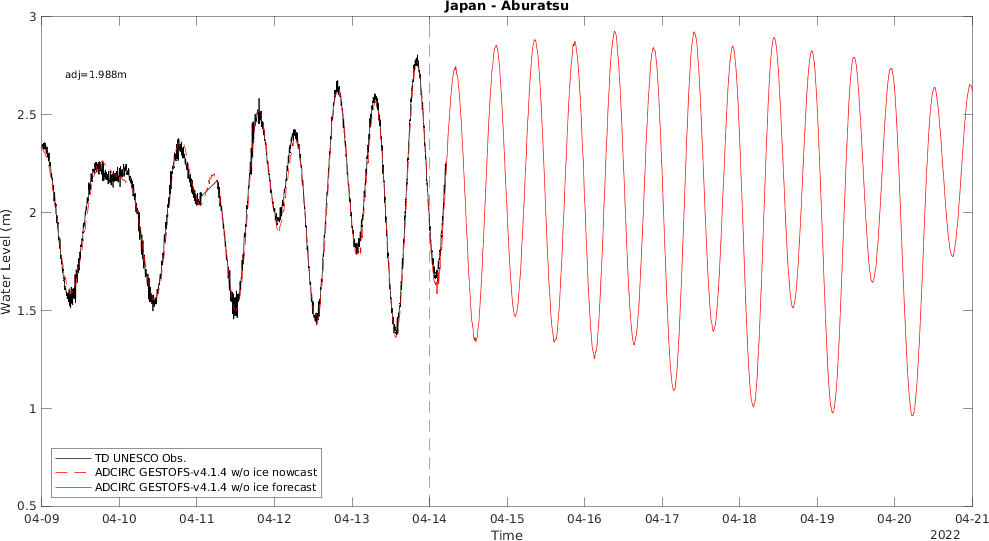 Japan - Aburatsu
3
adj=1.988m
2.5
2
Water Level (m)
1.5
1
TD UNESCO Obs.
ADCIRC GESTOFS-v4.1.4 w/o ice nowcast
ADCIRC GESTOFS-v4.1.4 w/o ice forecast
0.5
04-09 04-10 04-11 04-12 04-13 04-14 04-15 04-16 04-17 04-18 04-19 04-20 04-21
Time
2022